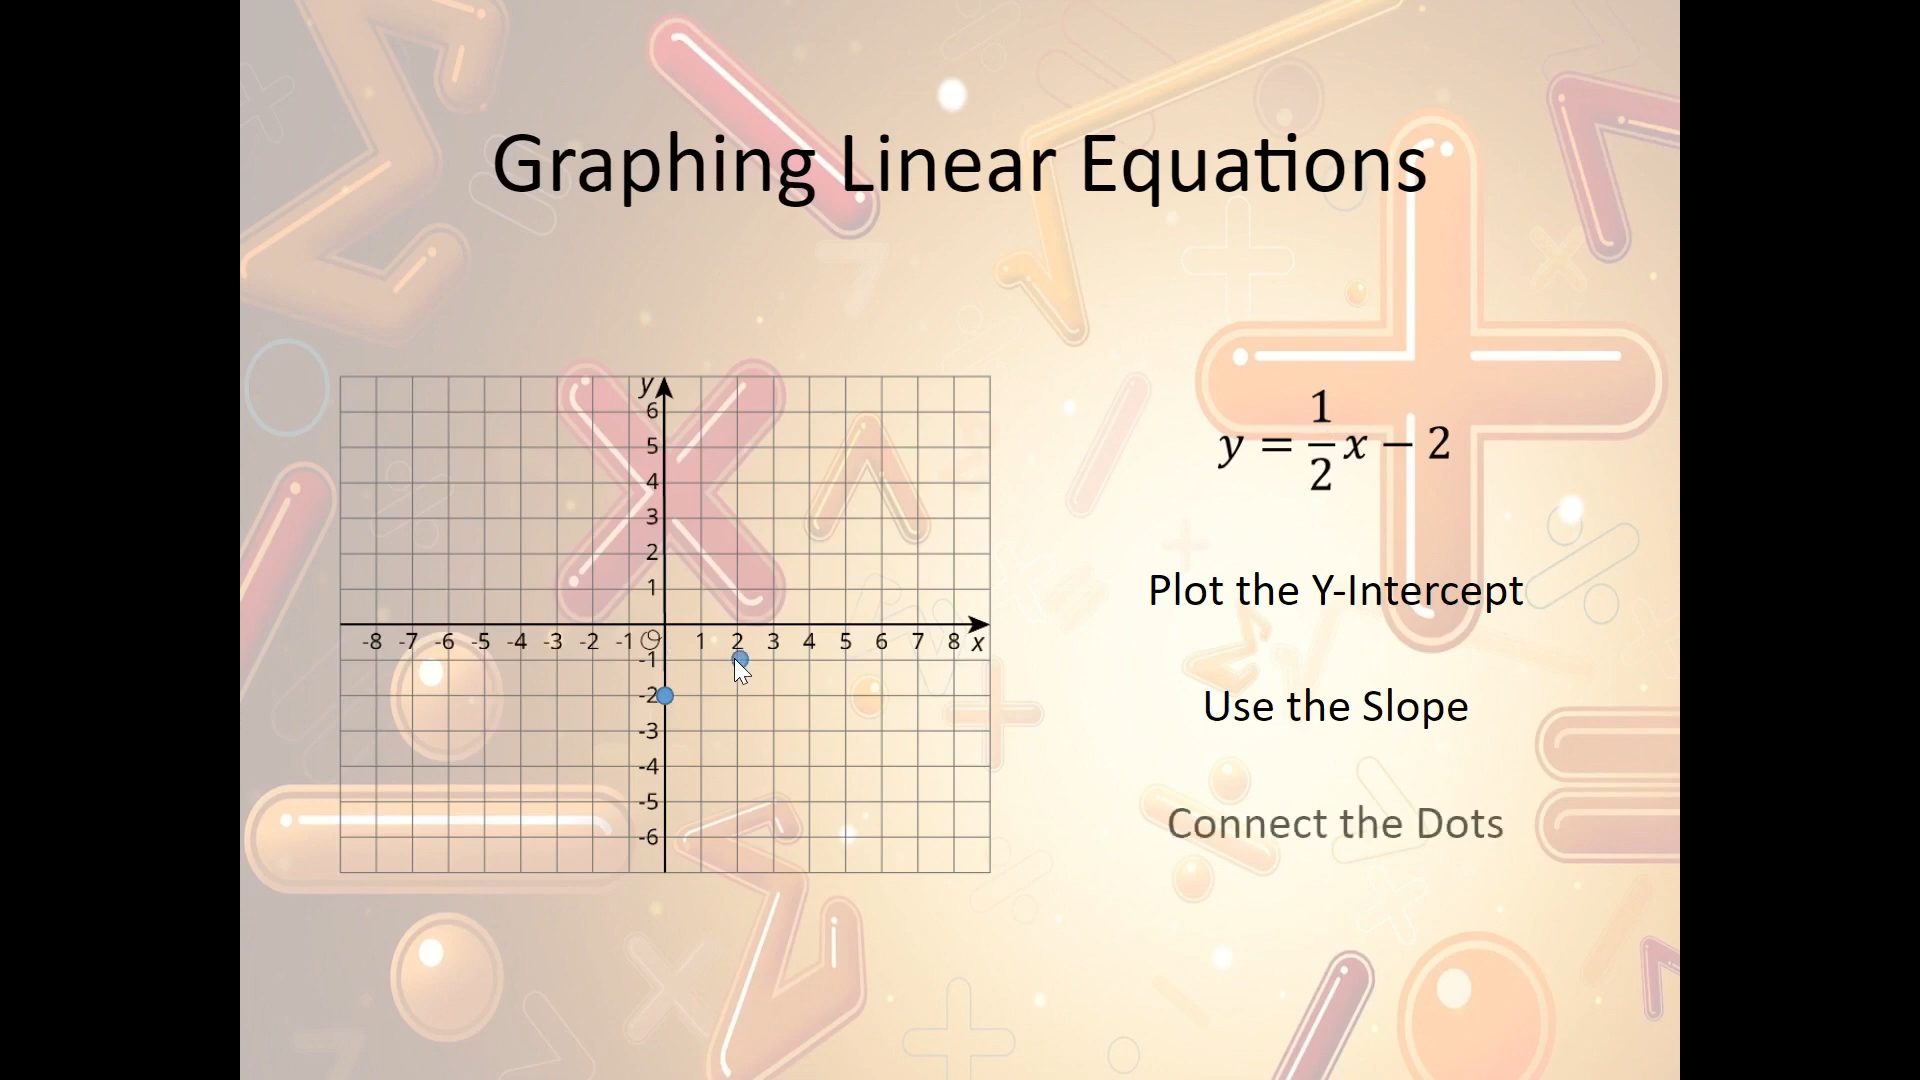 Graphing Linear Equations
y
6
5
4
3
2
1
-8 -7 -6 -5 -4 -3 -2 -1 O 1 2 3 4 5 6 7 8 x
-1
-2
-3
-4
-5
-6
y = 1/2 x − 2
Plot the Y-Intercept
Use the Slope
Connect the Dots